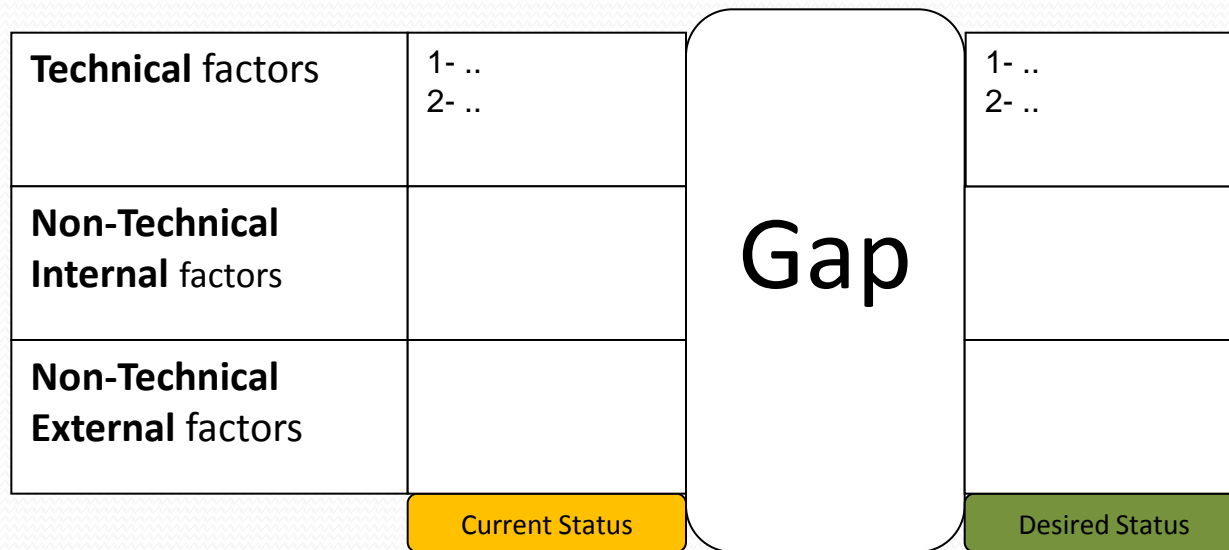 Technical factors
1- ..
2- ..
Gap
1- ..
2- ..
Non-Technical
Internal factors
Non-Technical
External factors
Current Status
Desired Status